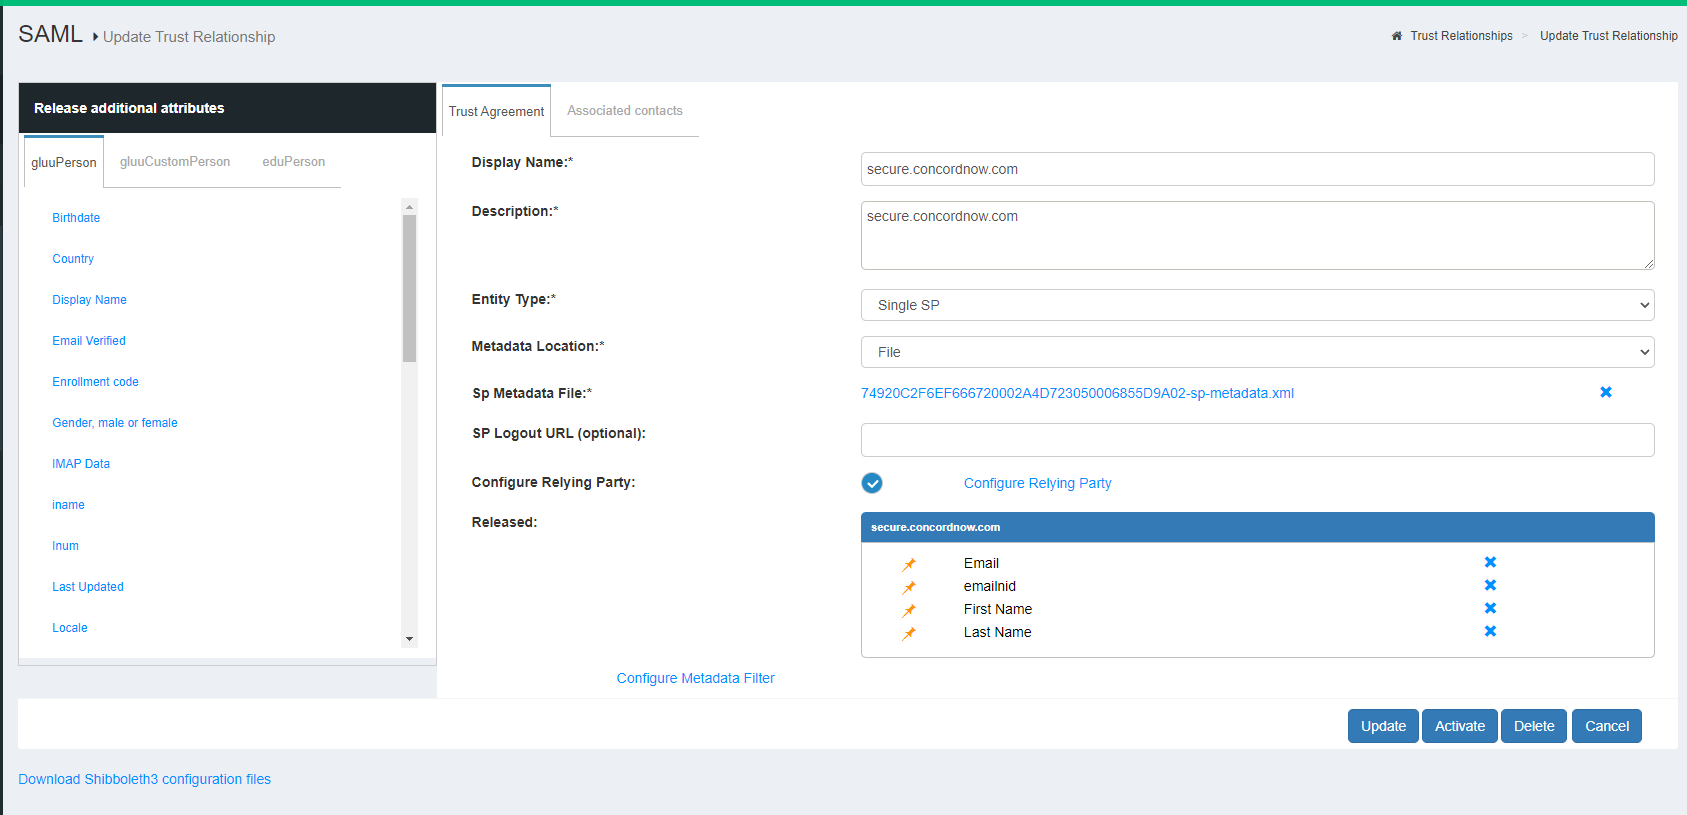 SAML Update Trust Relationship
Trust Relationships > Update Trust Relationship
Release additional attributes
gluuPerson gluuCustomPerson eduPerson
Birthdate
Country
Display Name
Email Verified
Enrollment code
Gender, male or female
IMAP Data
iname
Inum
Last Updated
Locale
Trust Agreement Associated contacts
Display Name:* secure.concordnow.com
Description:* secure.concordnow.com
Entity Type:* Single SP
Metadata Location:* File
Sp Metadata File:* 74920C2F6EF666720002A4D723050006855D9A02-sp-metadata.xml
SP Logout URL (optional):
Configure Relying Party: Configure Relying Party
Released: secure.concordnow.com
Email
emailnid
First Name
Last Name
Configure Metadata Filter
Update Activate Delete Cancel
Download Shibboleth3 configuration files